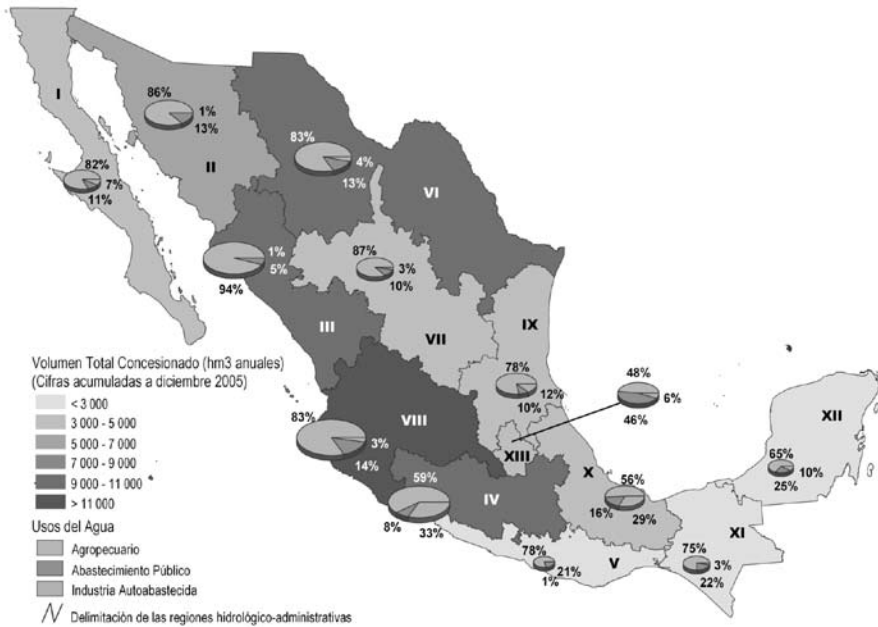 I
86%
1%
13%
II
82%
7%
11%
83%
4%
13%
VI
1%
5%
94%
87%
3%
10%
III
VII
IX
78%
12%
10%
48%
6%
46%
XII
65%
10%
25%
VIII
83%
3%
14%
XIII
X
56%
16%
29%
59%
IV
8%
33%
XI
75%
3%
22%
78%
V
21%
1%
Volumen Total Concesionado (hm3 anuales)
(Cifras acumuladas a diciembre 2005)
< 3 000
3 000 - 5 000
5 000 - 7 000
7 000 - 9 000
9 000 - 11 000
> 11 000
Usos del Agua
Agropecuario
Abastecimiento Público
Industria Autoabastecida
Delimitación de las regiones hidrológico-administrativas